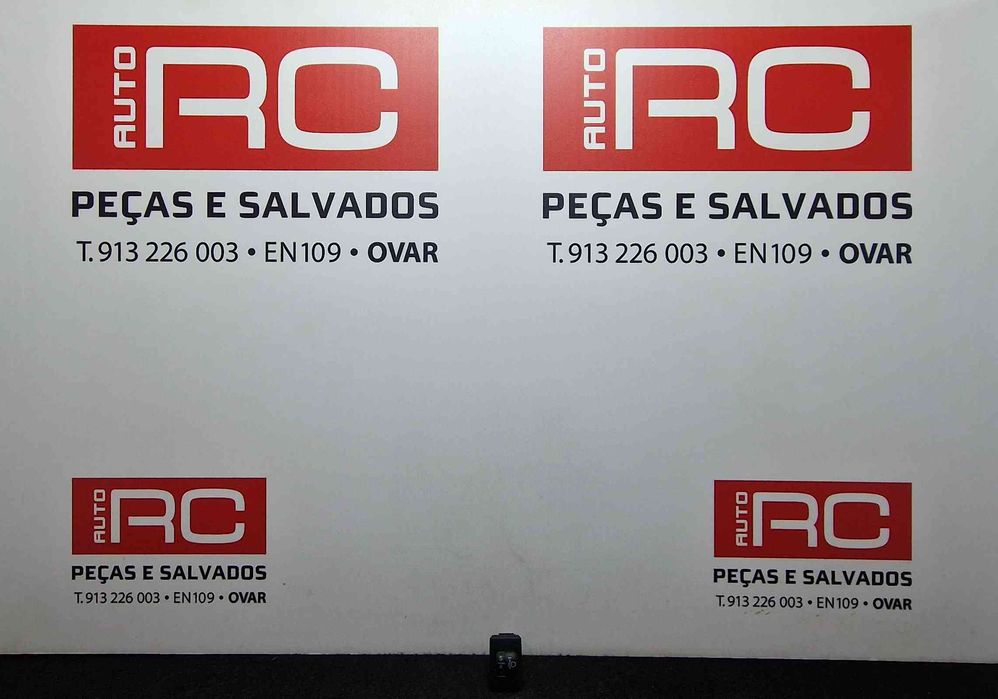 AUTO RC
PEÇAS E SALVADOS
T. 913 226 003 • EN109 • OVAR
AUTO RC
PEÇAS E SALVADOS
T. 913 226 003 • EN109 • OVAR
AUTO RC
PEÇAS E SALVADOS
T. 913 226 003 • EN109 • OVAR
AUTO RC
PEÇAS E SALVADOS
T. 913 226 003 • EN109 • OVAR